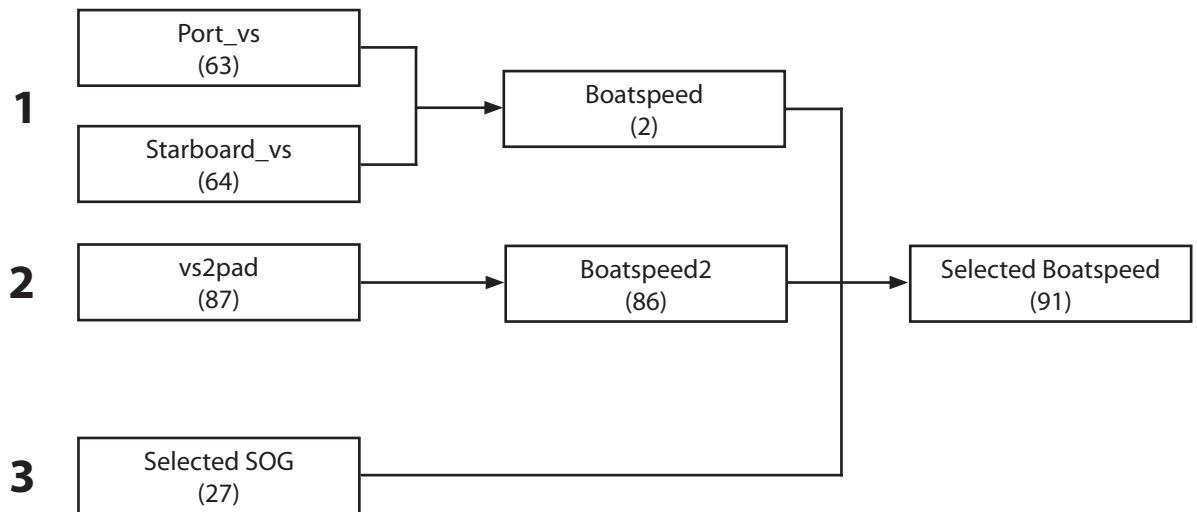 1
Port_vs
(63)
Starboard_vs
(64)
Boatspeed
(2)
2
vs2pad
(87)
Boatspeed2
(86)
Selected Boatspeed
(91)
3
Selected SOG
(27)